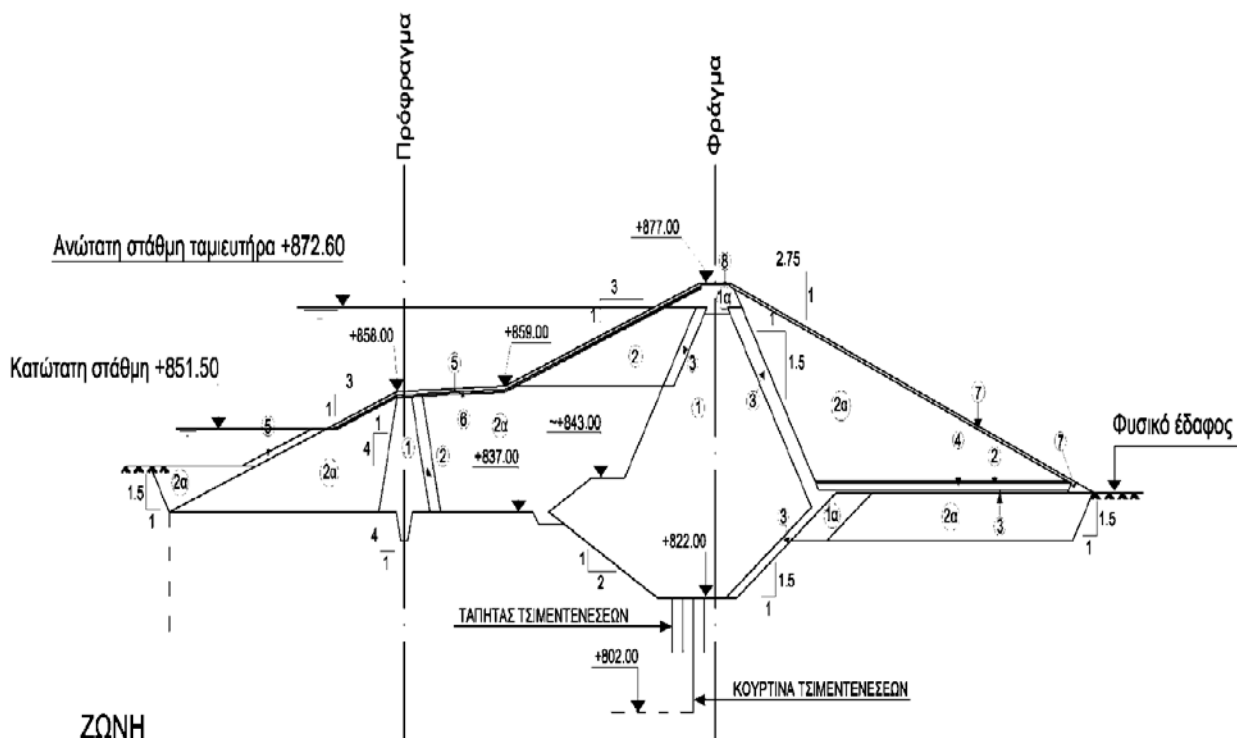 Πρόφραγμα
Φράγμα
+877.00
Ανώτατη στάθμη ταμιευτήρα +872.60
8
2.75
1
3
1
1α
1
1.5
+858.00
+859.00
5
2
3
Κατώτατη στάθμη +851.50
3
1
6
2α
1
3
2α
7
5
1
4
1
2
~+843.00
+837.00
4
2
7
Φυσικό έδαφος
2α
1.5
1
2α
3
1α
2α
3
1.5
1
4
1
1
2
+822.00
1.5
1
ΤΑΠΗΤΑΣ ΤΣΙΜΕΝΤΕΝΕΣΕΩΝ
+802.00
ΚΟΥΡΤΙΝΑ ΤΣΙΜΕΝΤΕΝΕΣΕΩΝ
ΖΩΝΗ